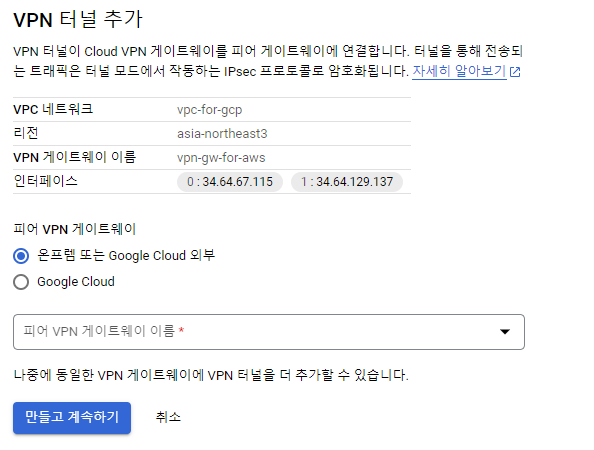 VPN 터널 추가
VPN 터널이 Cloud VPN 게이트웨이를 피어 게이트웨이에 연결합니다. 터널을 통해 전송되
는 트래픽은 터널 모드에서 작동하는 IPsec 프로토콜로 암호화됩니다. 자세히 알아보기
VPC 네트워크 vpc-for-gcp
리전 asia-northeast3
VPN 게이트웨이 이름 vpn-gw-for-aws
인터페이스 0 : 34.64.67.115 1 : 34.64.129.137
피어 VPN 게이트웨이
온프렘 또는 Google Cloud 외부
Google Cloud
피어 VPN 게이트웨이 이름 *
나중에 동일한 VPN 게이트웨이에 VPN 터널을 더 추가할 수 있습니다.
만들고 계속하기 취소